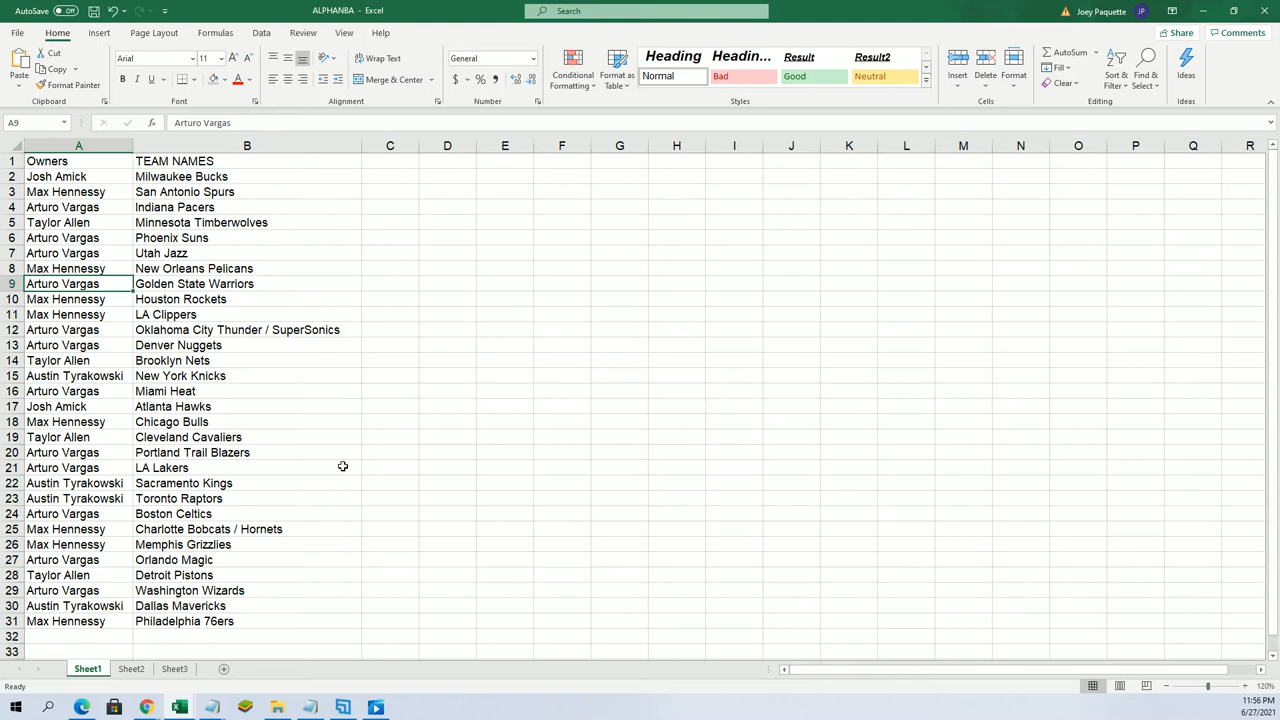 AutoSave Off ALPHANBA - Excel Search Joey Paquette JP
File Home Insert Page Layout Formulas Data Review View Help Share Comments
Paste Cut Copy Format Painter Clipboard
Arial 11 A A B I U A Font
Wrap Text Merge & Center Alignment
General $ % , Number
Conditional Formatting Format as Table
Heading Headin... Result Result2
Normal Bad Good Neutral
Styles
Insert Delete Format Cells
AutoSum Fill Clear Sort & Filter Find & Select Editing
Ideas Ideas
A9 fx Arturo Vargas
A B C D E F G H I J K L M N O P Q R
1 Owners TEAM NAMES
2 Josh Amick Milwaukee Bucks
3 Max Hennessy San Antonio Spurs
4 Arturo Vargas Indiana Pacers
5 Taylor Allen Minnesota Timberwolves
6 Arturo Vargas Phoenix Suns
7 Arturo Vargas Utah Jazz
8 Max Hennessy New Orleans Pelicans
9 Arturo Vargas Golden State Warriors
10 Max Hennessy Houston Rockets
11 Max Hennessy LA Clippers
12 Arturo Vargas Oklahoma City Thunder / SuperSonics
13 Arturo Vargas Denver Nuggets
14 Taylor Allen Brooklyn Nets
15 Austin Tyrakowski New York Knicks
16 Arturo Vargas Miami Heat
17 Josh Amick Atlanta Hawks
18 Max Hennessy Chicago Bulls
19 Taylor Allen Cleveland Cavaliers
20 Arturo Vargas Portland Trail Blazers
21 Arturo Vargas LA Lakers
22 Austin Tyrakowski Sacramento Kings
23 Austin Tyrakowski Toronto Raptors
24 Arturo Vargas Boston Celtics
25 Max Hennessy Charlotte Bobcats / Hornets
26 Max Hennessy Memphis Grizzlies
27 Arturo Vargas Orlando Magic
28 Taylor Allen Detroit Pistons
29 Arturo Vargas Washington Wizards
30 Austin Tyrakowski Dallas Mavericks
31 Max Hennessy Philadelphia 76ers
32
33
Sheet1 Sheet2 Sheet3
Ready 120%
11:56 PM
6/27/2021